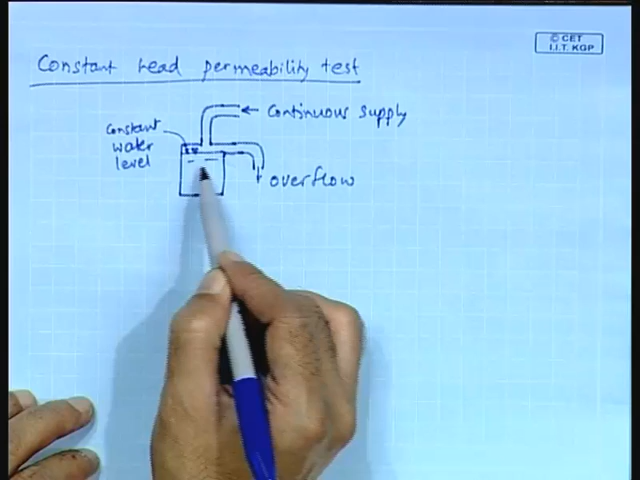 © CET
I.I.T. KGP
Constant head permeability test
Continuous supply
constant
water
level
overflow